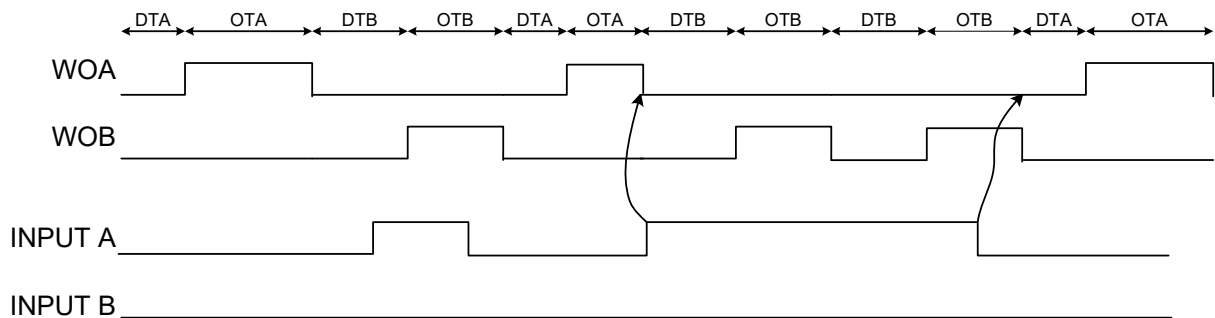 DTA OTA DTB OTB DTA OTA DTB OTB DTB OTB DTA OTA
WOA
WOB
INPUT A
INPUT B